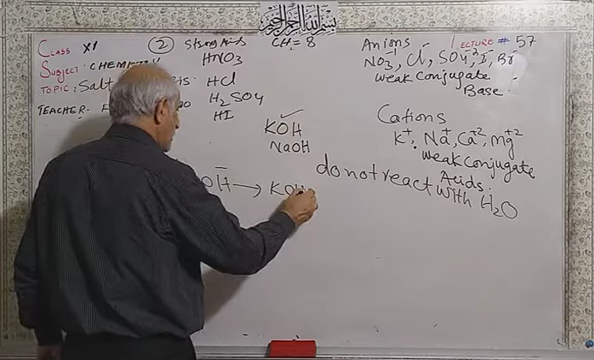 بسم الله الرحمن الرحيم
CLASS XI
SUBJECT: CHEMISTRY
TOPIC: Salt
TEACHER:
② Strong Acids
HNO3
HCl
H2SO4
HI
CH = 8
KOH ✓
NaOH
OH⁻ → KOH
Anions
NO3⁻¹, Cl⁻, SO4⁻², I⁻, Br⁻
Weak Conjugate
Base:
LECTURE # 57
Cations
K⁺, Na⁺, Ca⁺², Mg⁺²
Weak Conjugate
Acids:
do not react with H2O